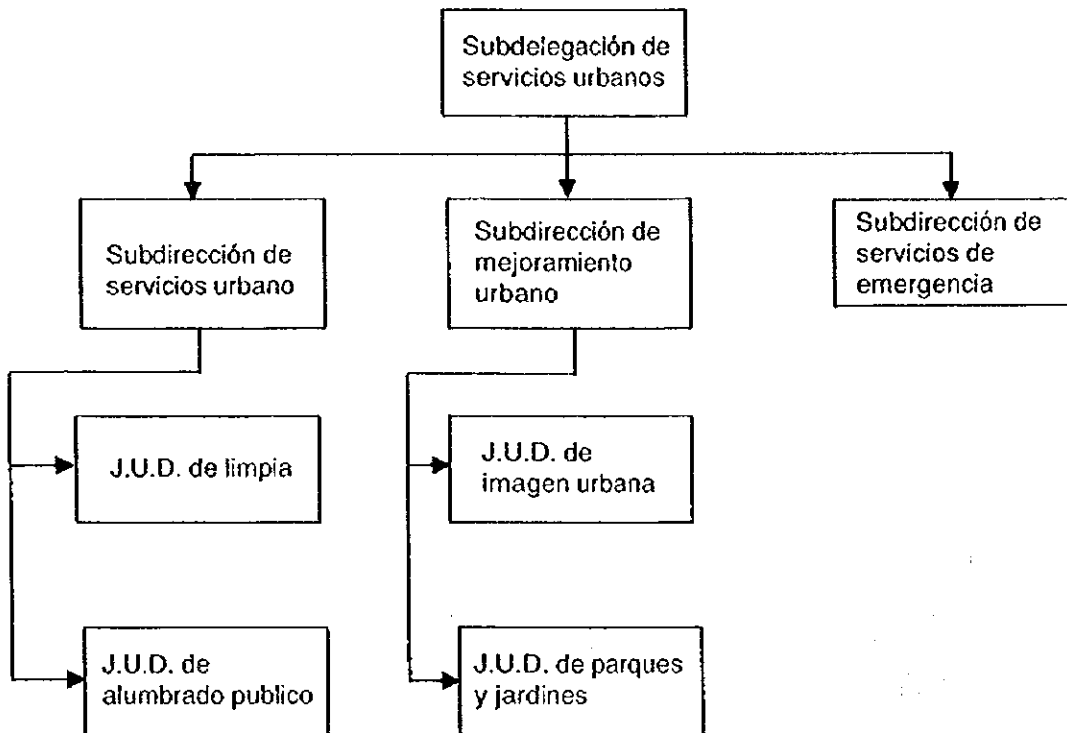 Subdelegación de
servicios urbanos
Subdirección de
servicios urbano
Subdirección de
mejoramiento
urbano
Subdirección de
servicios de
emergencia
J.U.D. de limpia
J.U.D. de
imagen urbana
J.U.D. de
alumbrado publico
J.U.D. de parques
y jardines